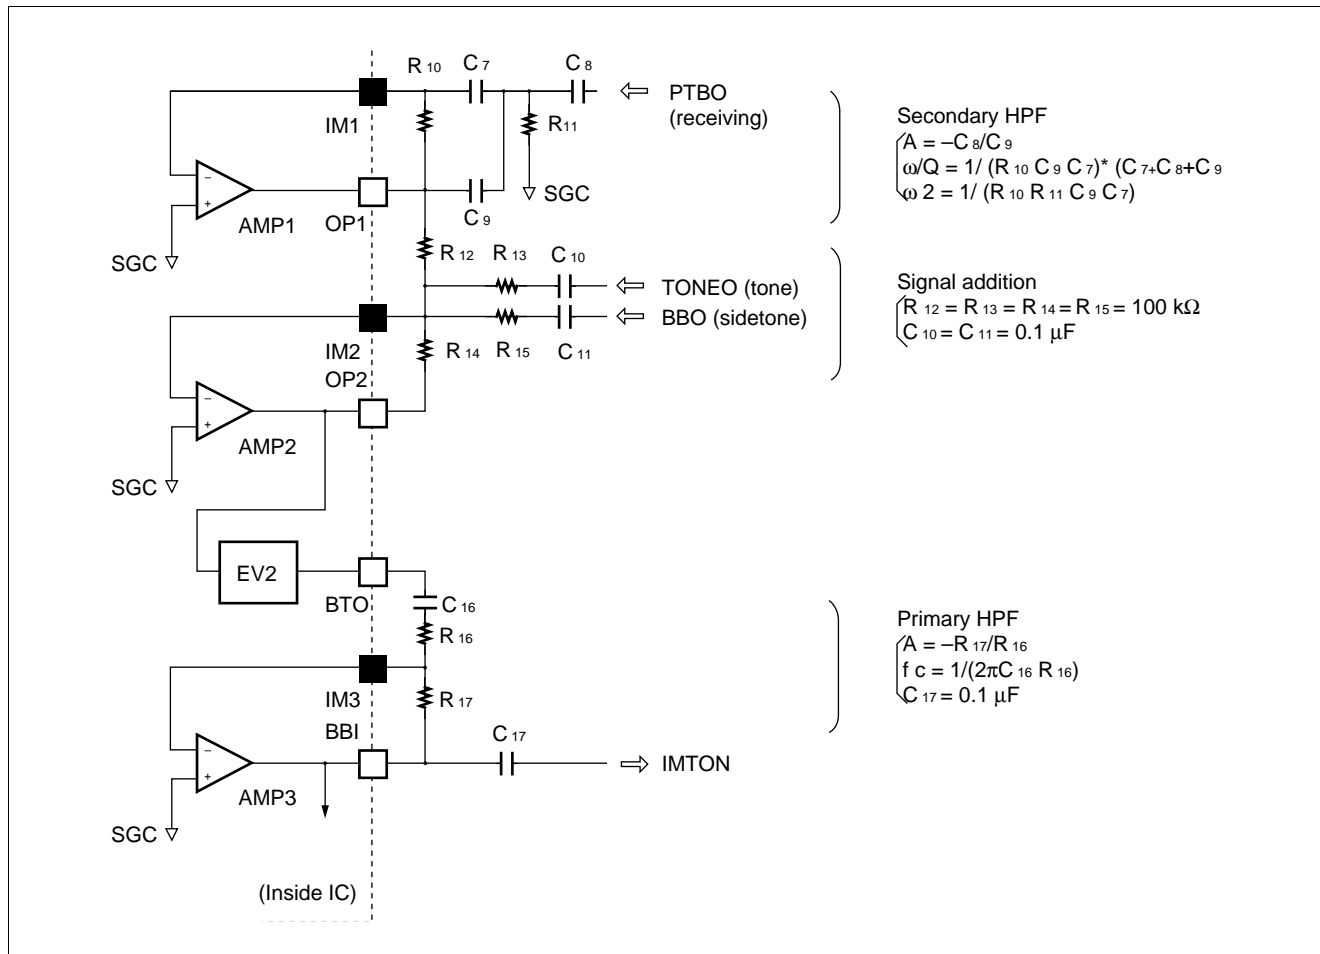 R 10
C 7
C 8
PTBO
(receiving)
IM1
R 11
SGC
C 9
AMP1
OP1
SGC
−
+
Secondary HPF
A = −C 8/C 9
ω/Q = 1/ (R 10 C 9 C 7)* (C 7+C 8+C 9
ω 2 = 1/ (R 10 R 11 C 9 C 7)
R 12
R 13
C 10
TONEO (tone)
BBO (sidetone)
IM2
R 14
R 15
C 11
OP2
Signal addition
R 12 = R 13 = R 14 = R 15 = 100 kΩ
C 10 = C 11 = 0.1 μF
−
+
AMP2
SGC
EV2
BTO
C 16
R 16
IM3
R 17
BBI
C 17
IMTON
−
+
AMP3
SGC
Primary HPF
A = −R 17/R 16
f c = 1/(2πC 16 R 16)
C 17 = 0.1 μF
(Inside IC)